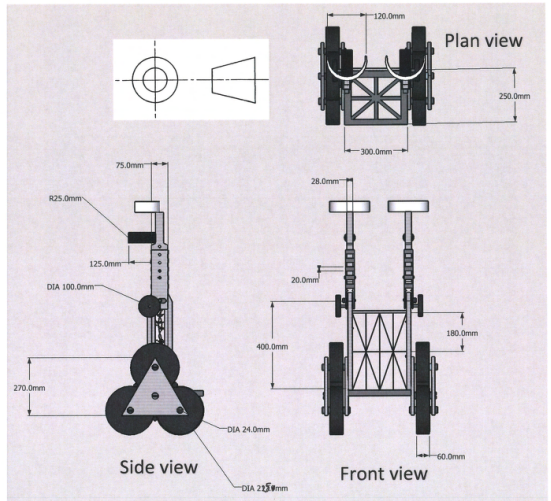 120.0mm
Plan view
250.0mm
300.0mm
75.0mm
28.0mm
R25.0mm
125.0mm
20.0mm
DIA 100.0mm
400.0mm
180.0mm
270.0mm
DIA 24.0mm
60.0mm
Side view
Front view